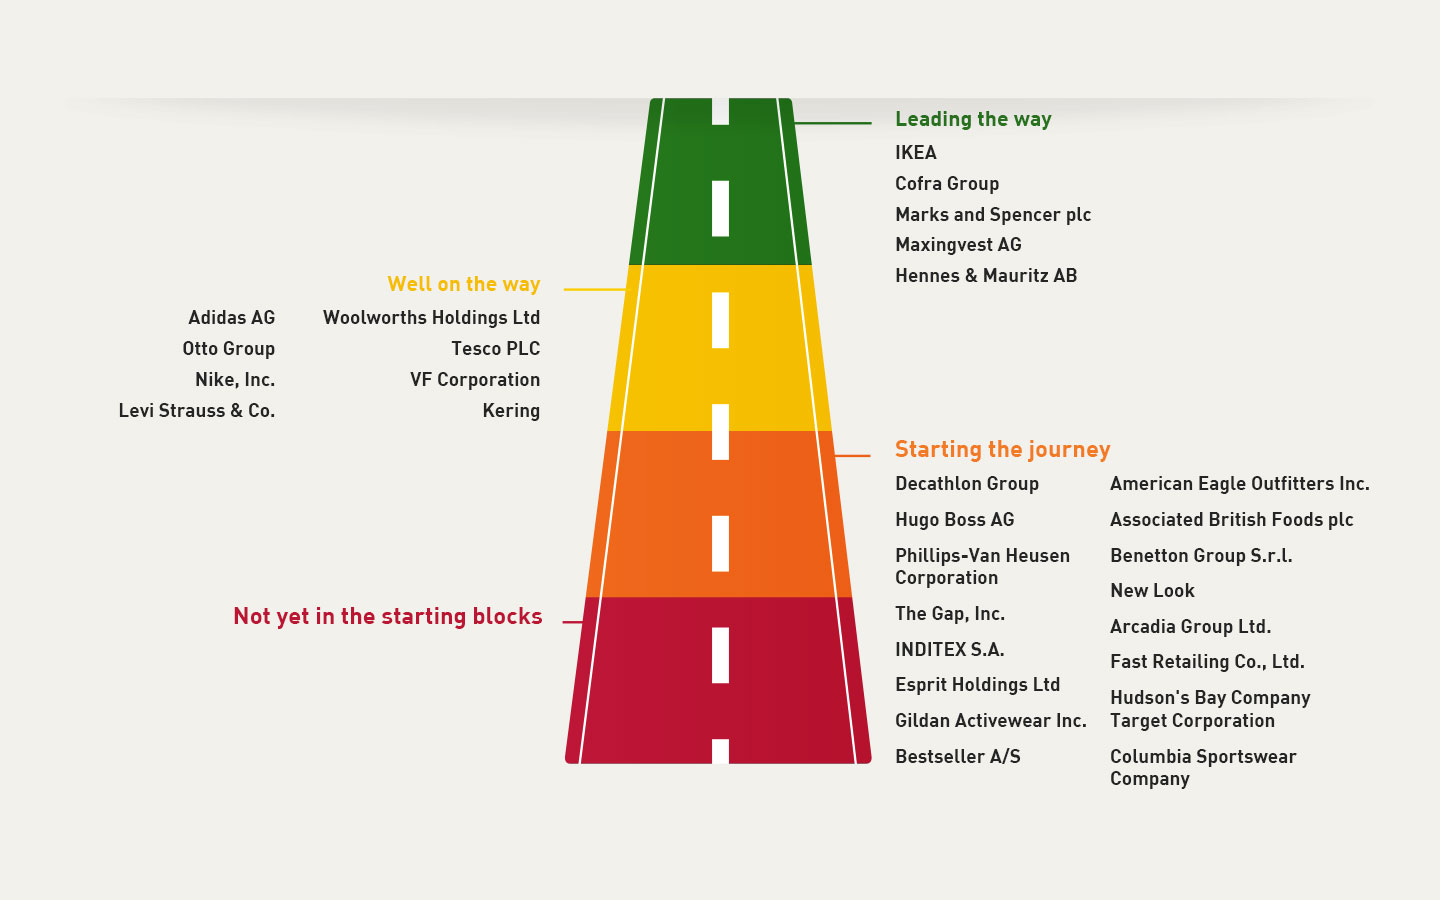 Leading the way
IKEA
Cofra Group
Marks and Spencer plc
Maxingvest AG
Hennes & Mauritz AB
Well on the way
Adidas AG
Otto Group
Nike, Inc.
Levi Strauss & Co.
Woolworths Holdings Ltd
Tesco PLC
VF Corporation
Kering
Starting the journey
Decathlon Group
Hugo Boss AG
Phillips-Van Heusen
Corporation
The Gap, Inc.
INDITEX S.A.
Esprit Holdings Ltd
Gildan Activewear Inc.
Bestseller A/S
American Eagle Outfitters Inc.
Associated British Foods plc
Benetton Group S.r.l.
New Look
Arcadia Group Ltd.
Fast Retailing Co., Ltd.
Hudson's Bay Company
Target Corporation
Columbia Sportswear
Company
Not yet in the starting blocks